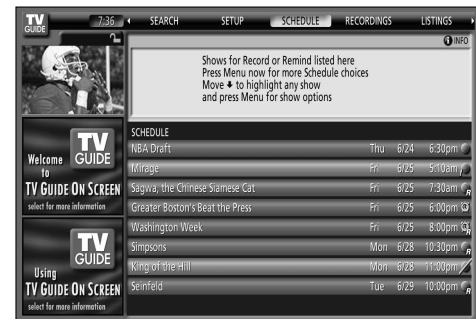 TV GUIDE
7:36
SEARCH SETUP SCHEDULE RECORDINGS LISTINGS
INFO
Shows for Record or Remind listed here
Press Menu now for more Schedule choices
Move to highlight any show
and press Menu for show options
SCHEDULE
NBA Draft Thu 6/24 6:30pm
Mirage Fri 6/25 5:10am
Sagwa, the Chinese Siamese Cat Fri 6/25 7:30am R
Greater Boston's Beat the Press Fri 6/25 6:00pm
Washington Week Fri 6/25 8:00pm R
Simpsons Mon 6/28 10:30pm R
King of the Hill Mon 6/28 11:00pm
Seinfeld Tue 6/29 10:00pm R
TV
GUIDE
Welcome
to
TV GUIDE ON SCREEN
select for more information
TV
GUIDE
Using
TV GUIDE ON SCREEN
select for more information